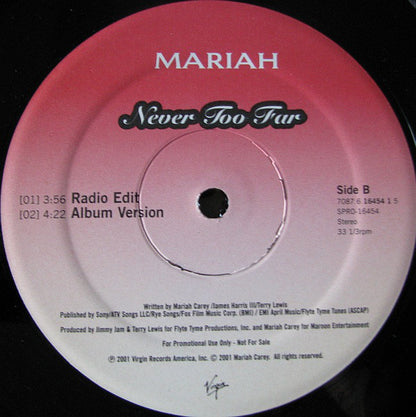 MARIAH
Never Too Far
[01] 3:56 Radio Edit
[02] 4:22 Album Version
Side B
7087 6 16454 1 5
SPRO-16454
Stereo
33 1/3rpm
Written by Mariah Carey /James Harris III/Terry Lewis
Published by Sony/ATV Songs LLC/Rye Songs/Fox Film Music Corp. (BMI) / EMI April Music/Flyte Tyme Tunes (ASCAP)
Produced by Jimmy Jam & Terry Lewis for Flyte Tyme Productions, Inc. and Mariah Carey for Maroon Entertainment
For Promotional Use Only - Not For Sale
℗ 2001 Virgin Records America, Inc. © 2001 Mariah Carey. All rights reserved.
Virgin